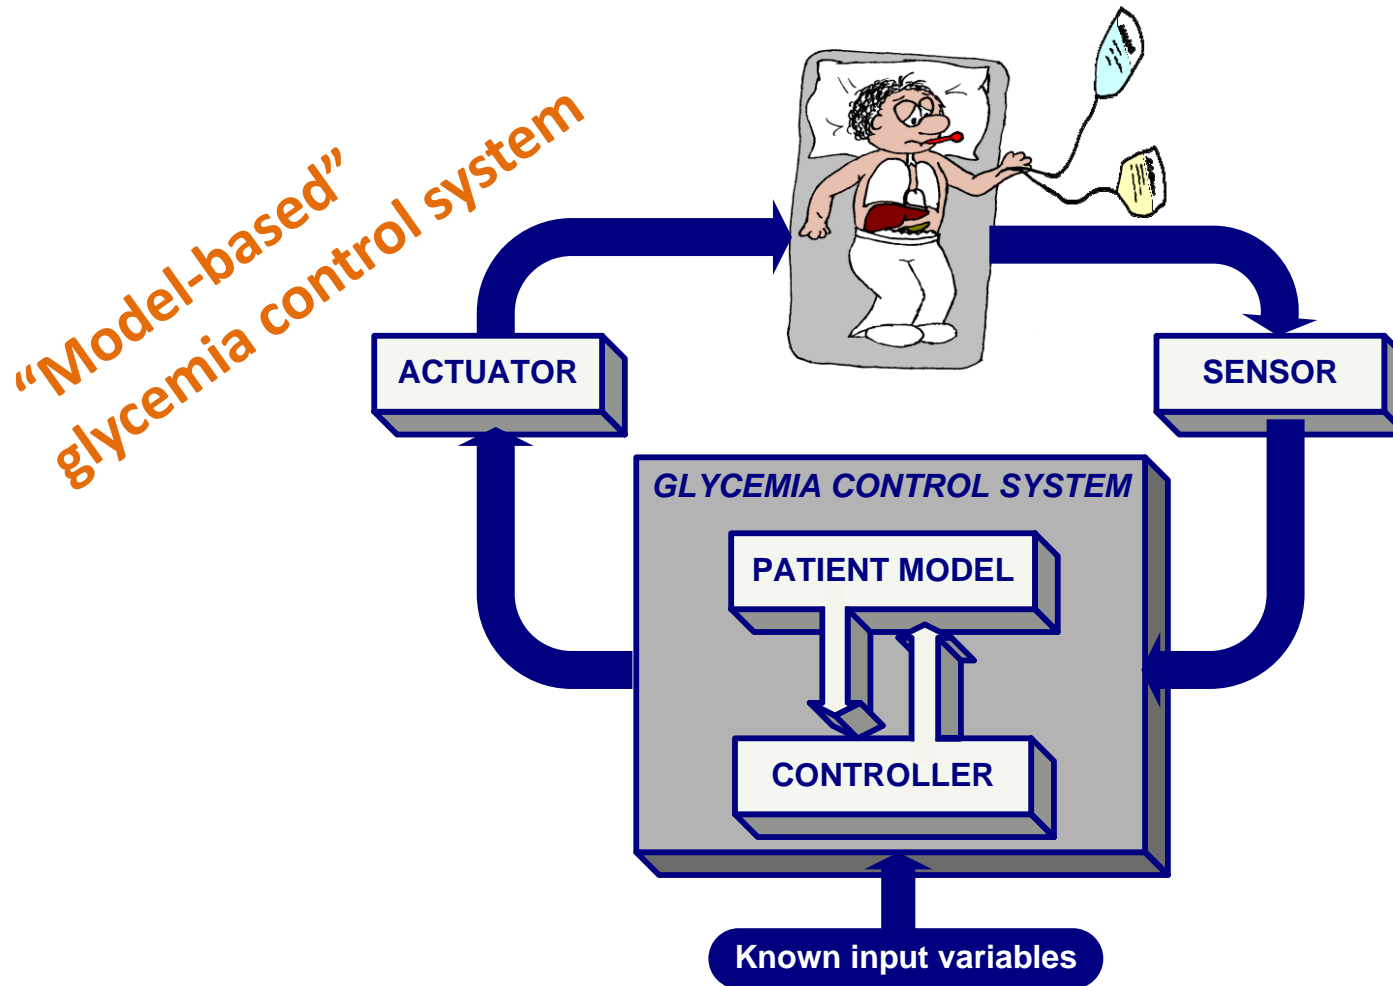 “Model-based”
glycemia control system
ACTUATOR
SENSOR
GLYCEMIA CONTROL SYSTEM
PATIENT MODEL
CONTROLLER
Known input variables